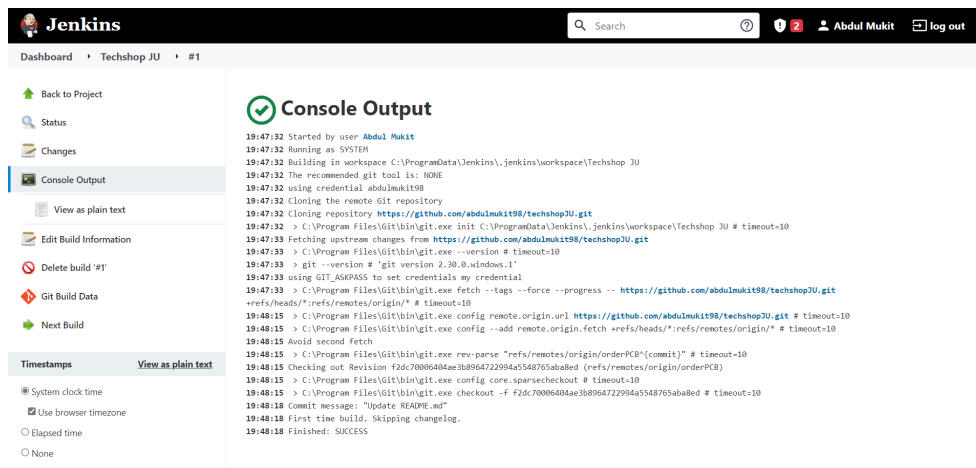 Jenkins
Search
2
Abdul Mukit
log out
Dashboard
Techshop JU
#1
Back to Project
Status
Changes
Console Output
View as plain text
Edit Build Information
Delete build '#1'
Git Build Data
Next Build
Timestamps View as plain text
System clock time
Use browser timezone
Elapsed time
None
Console Output
19:47:32 Started by user Abdul Mukit
19:47:32 Running as SYSTEM
19:47:32 Building in workspace C:\ProgramData\Jenkins\.jenkins\workspace\Techshop JU
19:47:32 The recommended git tool is: NONE
19:47:32 using credential abdulmukit98
19:47:32 Cloning the remote Git repository
19:47:32 Cloning repository https://github.com/abdulmukit98/techshopJU.git
19:47:32 > C:\Program Files\Git\bin\git.exe init C:\ProgramData\Jenkins\.jenkins\workspace\Techshop JU # timeout=10
19:47:33 Fetching upstream changes from https://github.com/abdulmukit98/techshopJU.git
19:47:33 > C:\Program Files\Git\bin\git.exe --version # timeout=10
19:47:33 > git --version # 'git version 2.30.0.windows.1'
19:47:33 using GIT_ASKPASS to set credentials my credential
19:47:33 > C:\Program Files\Git\bin\git.exe fetch --tags --force --progress -- https://github.com/abdulmukit98/techshopJU.git
+refs/heads/*:refs/remotes/origin/* # timeout=10
19:48:15 > C:\Program Files\Git\bin\git.exe config remote.origin.url https://github.com/abdulmukit98/techshopJU.git # timeout=10
19:48:15 > C:\Program Files\Git\bin\git.exe config --add remote.origin.fetch +refs/heads/*:refs/remotes/origin/* # timeout=10
19:48:15 Avoid second fetch
19:48:15 > C:\Program Files\Git\bin\git.exe rev-parse "refs/remotes/origin/orderPCB^{commit}" # timeout=10
19:48:15 Checking out Revision f2dc70006404ae3b8964722994a5548765aba8ed (refs/remotes/origin/orderPCB)
19:48:15 > C:\Program Files\Git\bin\git.exe config core.sparsecheckout # timeout=10
19:48:15 > C:\Program Files\Git\bin\git.exe checkout -f f2dc70006404ae3b8964722994a5548765aba8ed # timeout=10
19:48:18 Commit message: "Update README.md"
19:48:18 First time build. Skipping changelog.
19:48:18 Finished: SUCCESS